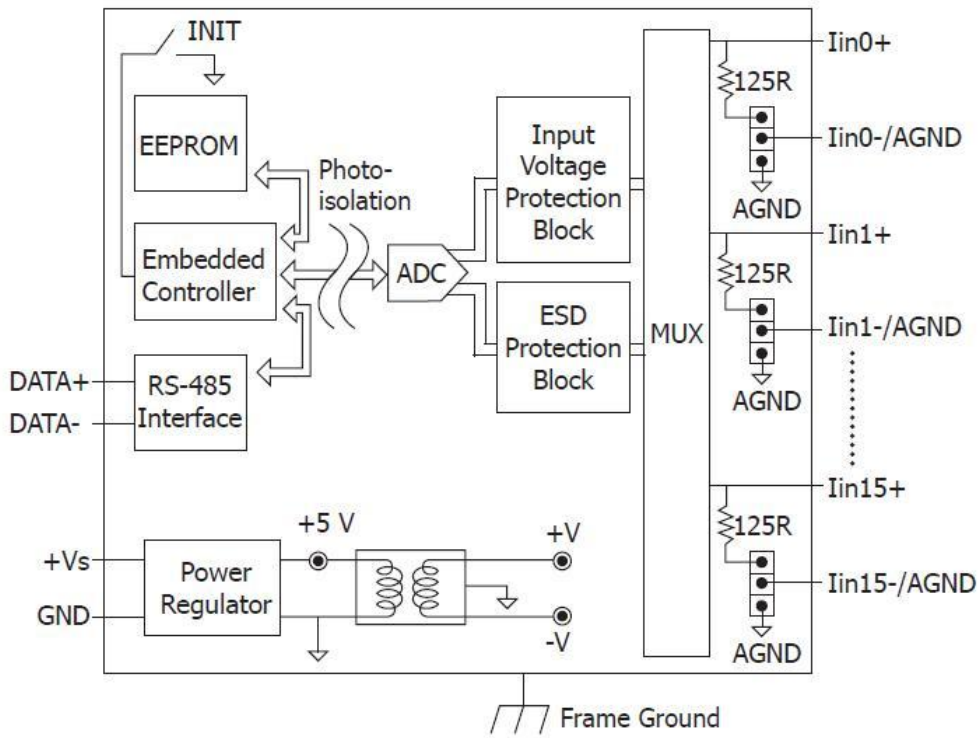 INIT
EEPROM
Photo-
isolation
Embedded
Controller
RS-485
Interface
DATA+
DATA-
ADC
Input
Voltage
Protection
Block
ESD
Protection
Block
MUX
Iin0+
125R
Iin0-/AGND
AGND
Iin1+
125R
Iin1-/AGND
AGND
Iin15+
125R
Iin15-/AGND
AGND
+Vs
GND
Power
Regulator
+5 V
+V
-V
Frame Ground